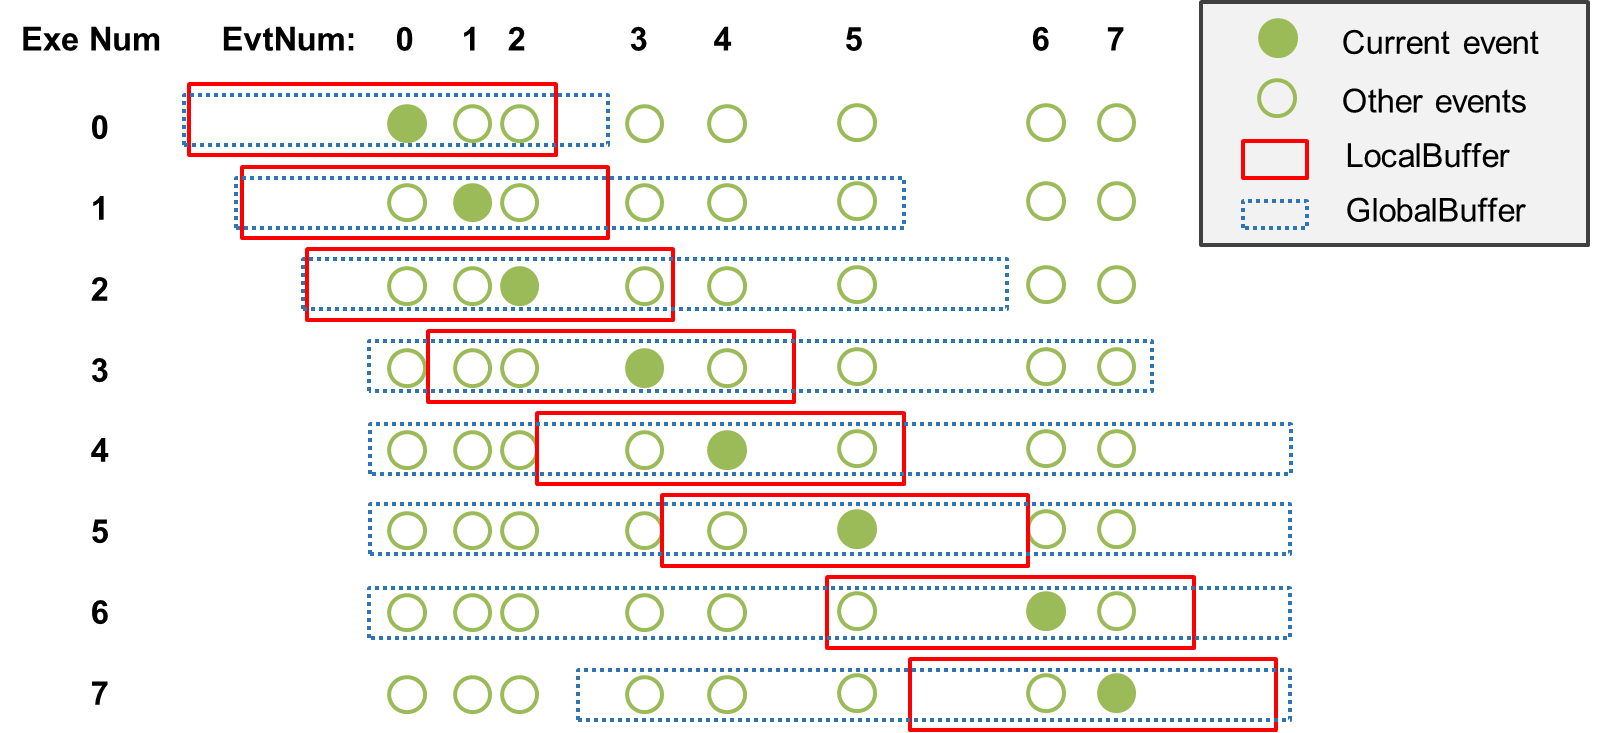 Exe Num EvtNum: 0 1 2 3 4 5 6 7
Current event
Other events
LocalBuffer
GlobalBuffer
0
1
2
3
4
5
6
7